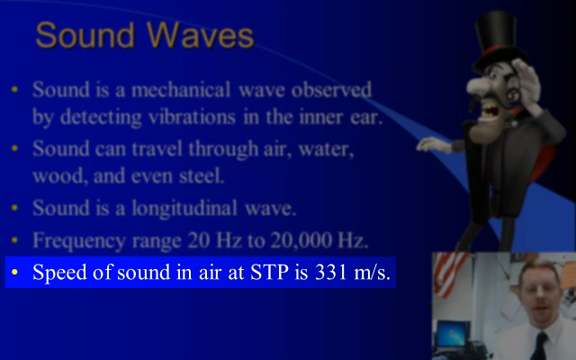 Sound Waves
• Sound is a mechanical wave observed
by detecting vibrations in the inner ear.
• Sound can travel through air, water,
wood, and even steel.
• Sound is a longitudinal wave.
• Frequency range 20 Hz to 20,000 Hz.
• Speed of sound in air at STP is 331 m/s.